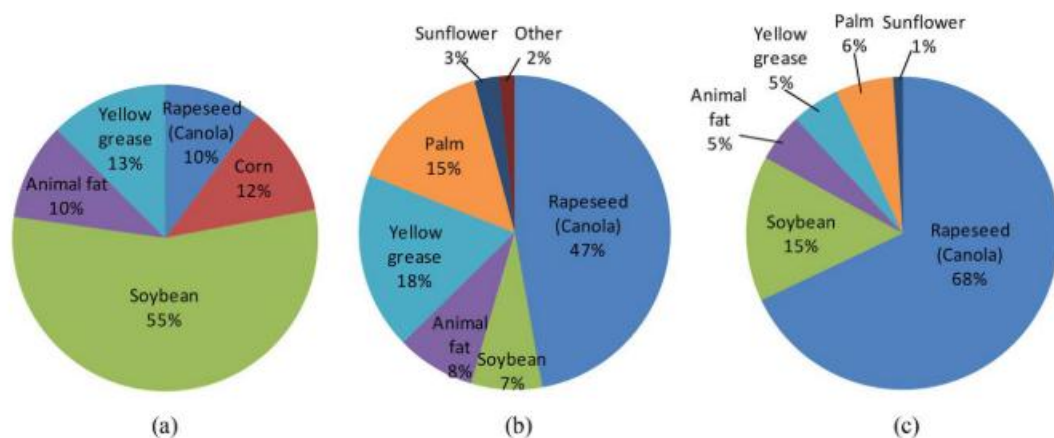 Yellow
grease
13%
Rapeseed
(Canola)
10%
Corn
12%
Soybean
55%
Animal fat
10%
(a)
Sunflower
3%
Other
2%
Rapeseed
(Canola)
47%
Soybean
7%
Animal
fat
8%
Yellow
grease
18%
Palm
15%
(b)
Animal
fat
5%
Yellow
grease
5%
Palm
6%
Sunflower
1%
Rapeseed
(Canola)
68%
Soybean
15%
(c)